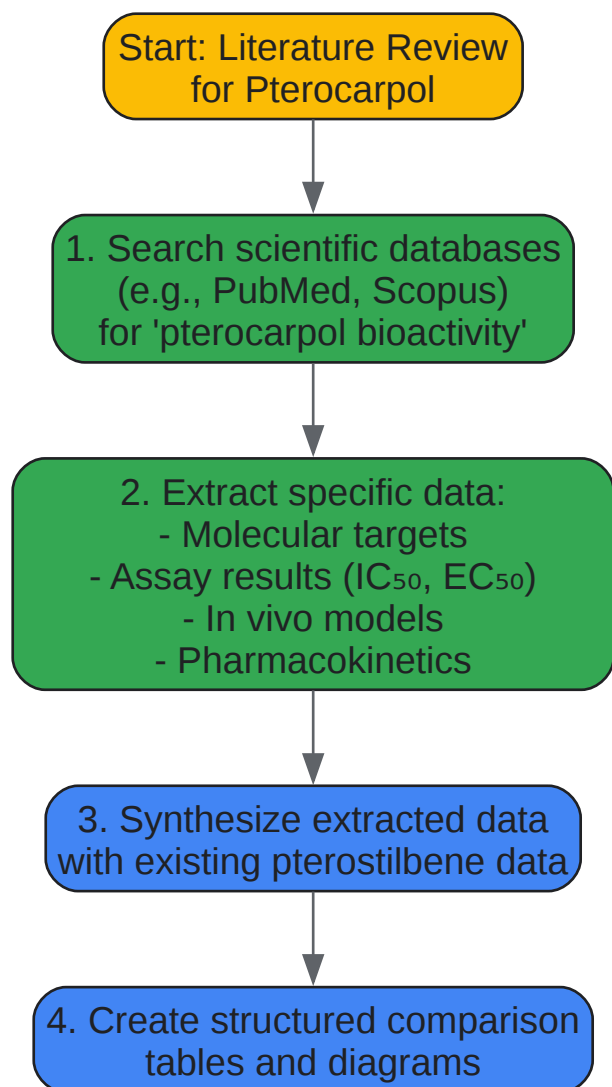 Start: Literature Review
for Pterocarpol
1. Search scientific databases
(e.g., PubMed, Scopus)
for 'pterocarpol bioactivity'
2. Extract specific data:
- Molecular targets
- Assay results (IC₅₀, EC₅₀)
- In vivo models
- Pharmacokinetics
3. Synthesize extracted data
with existing pterostilbene data
4. Create structured comparison
tables and diagrams